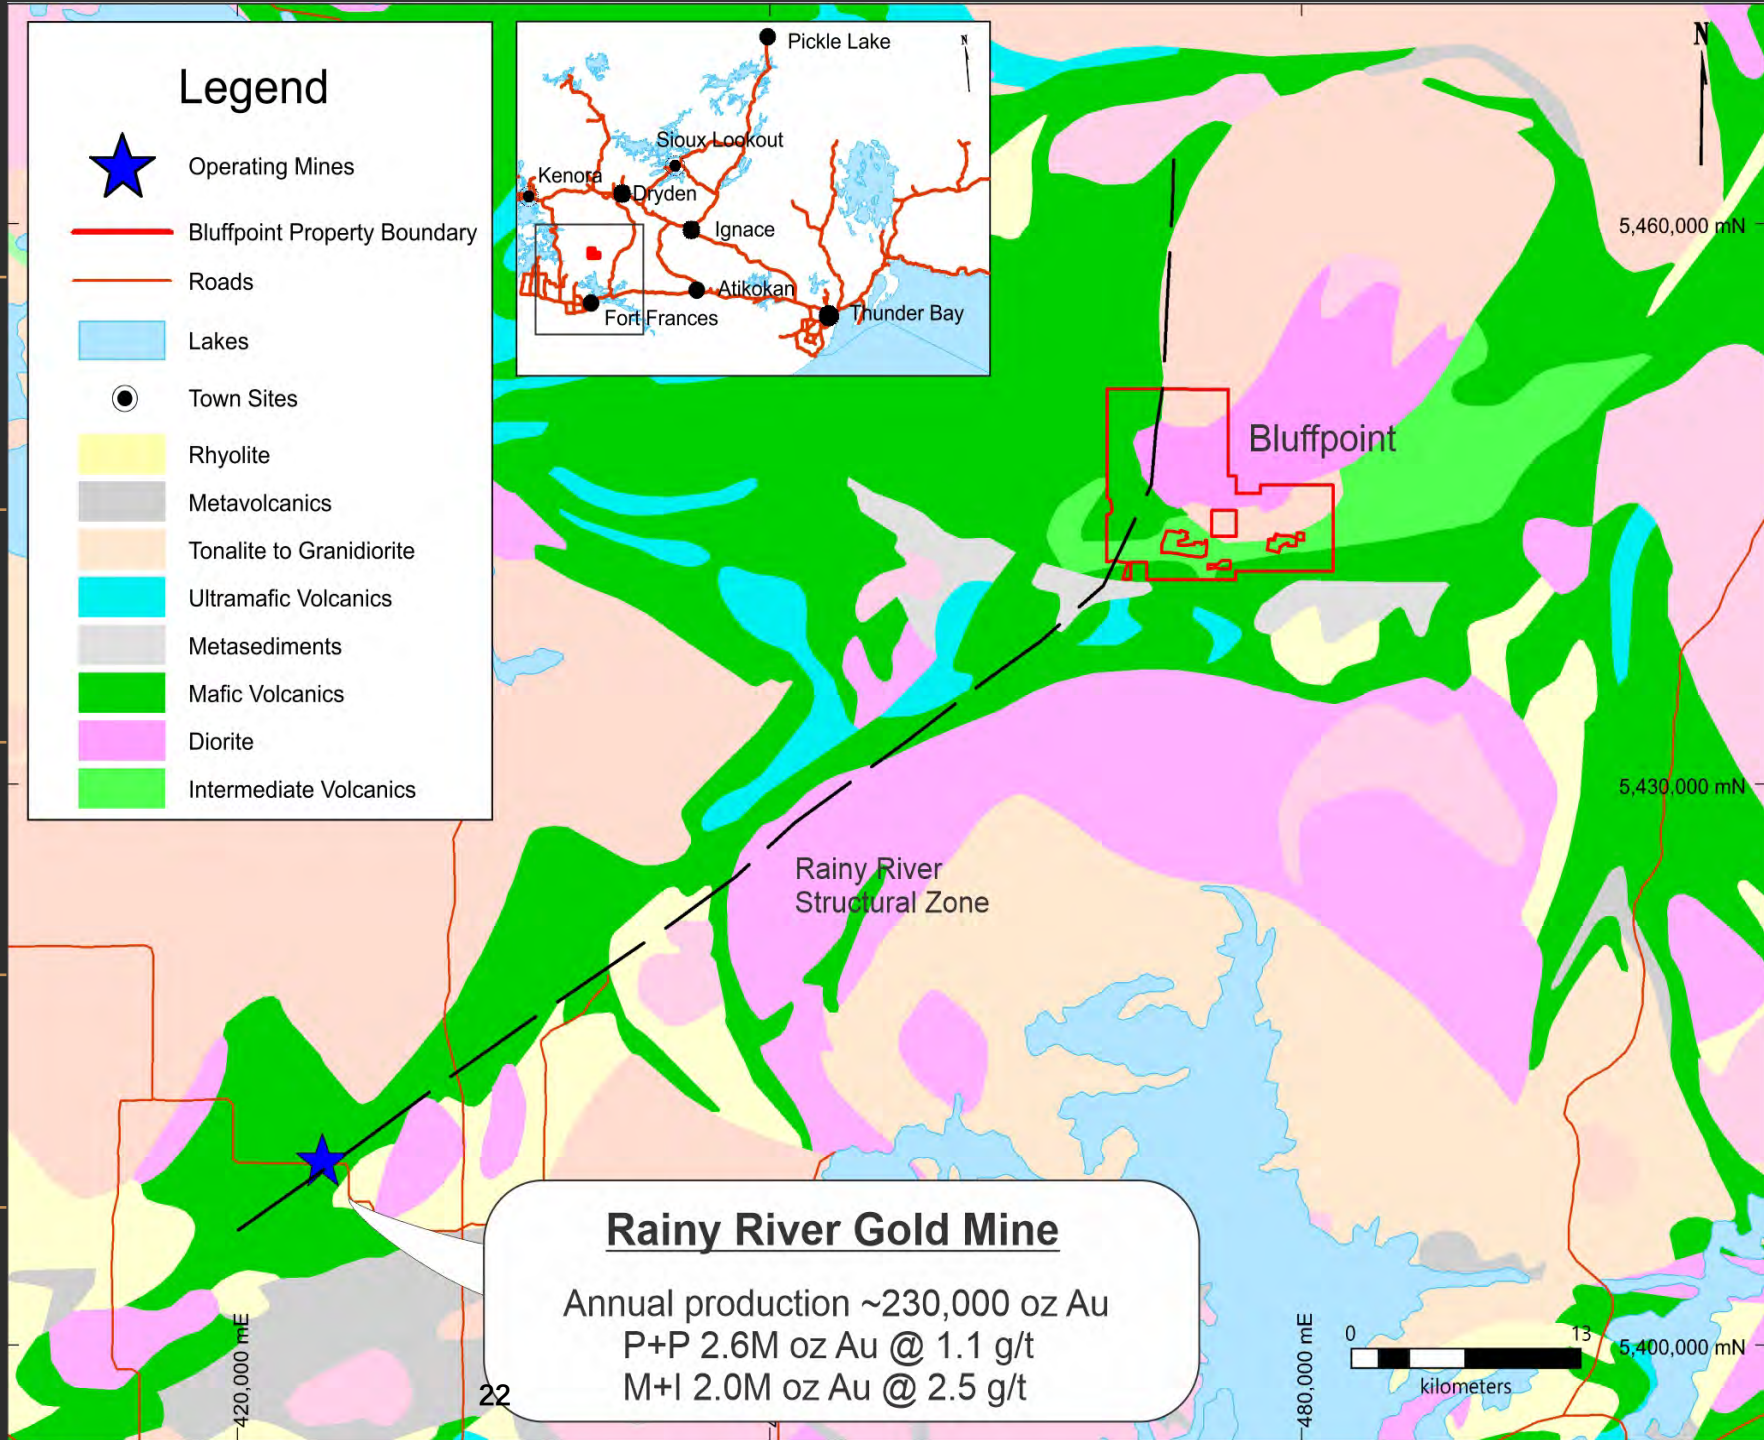 Legend
Operating Mines
Bluffpoint Property Boundary
Roads
Lakes
Town Sites
Rhyolite
Metavolcanics
Tonalite to Granidiorite
Ultramafic Volcanics
Metasediments
Mafic Volcanics
Diorite
Intermediate Volcanics
N
Pickle Lake
Sioux Lookout
Kenora
Dryden
Ignace
Atikokan
Fort Frances
Thunder Bay
N
5,460,000 mN
Bluffpoint
5,430,000 mN
Rainy River
Structural Zone
Rainy River Gold Mine
Annual production ~230,000 oz Au
P+P 2.6M oz Au @ 1.1 g/t
M+I 2.0M oz Au @ 2.5 g/t
22
420,000 mE
4
480,000 mE
0 13
kilometers
5,400,000 mN